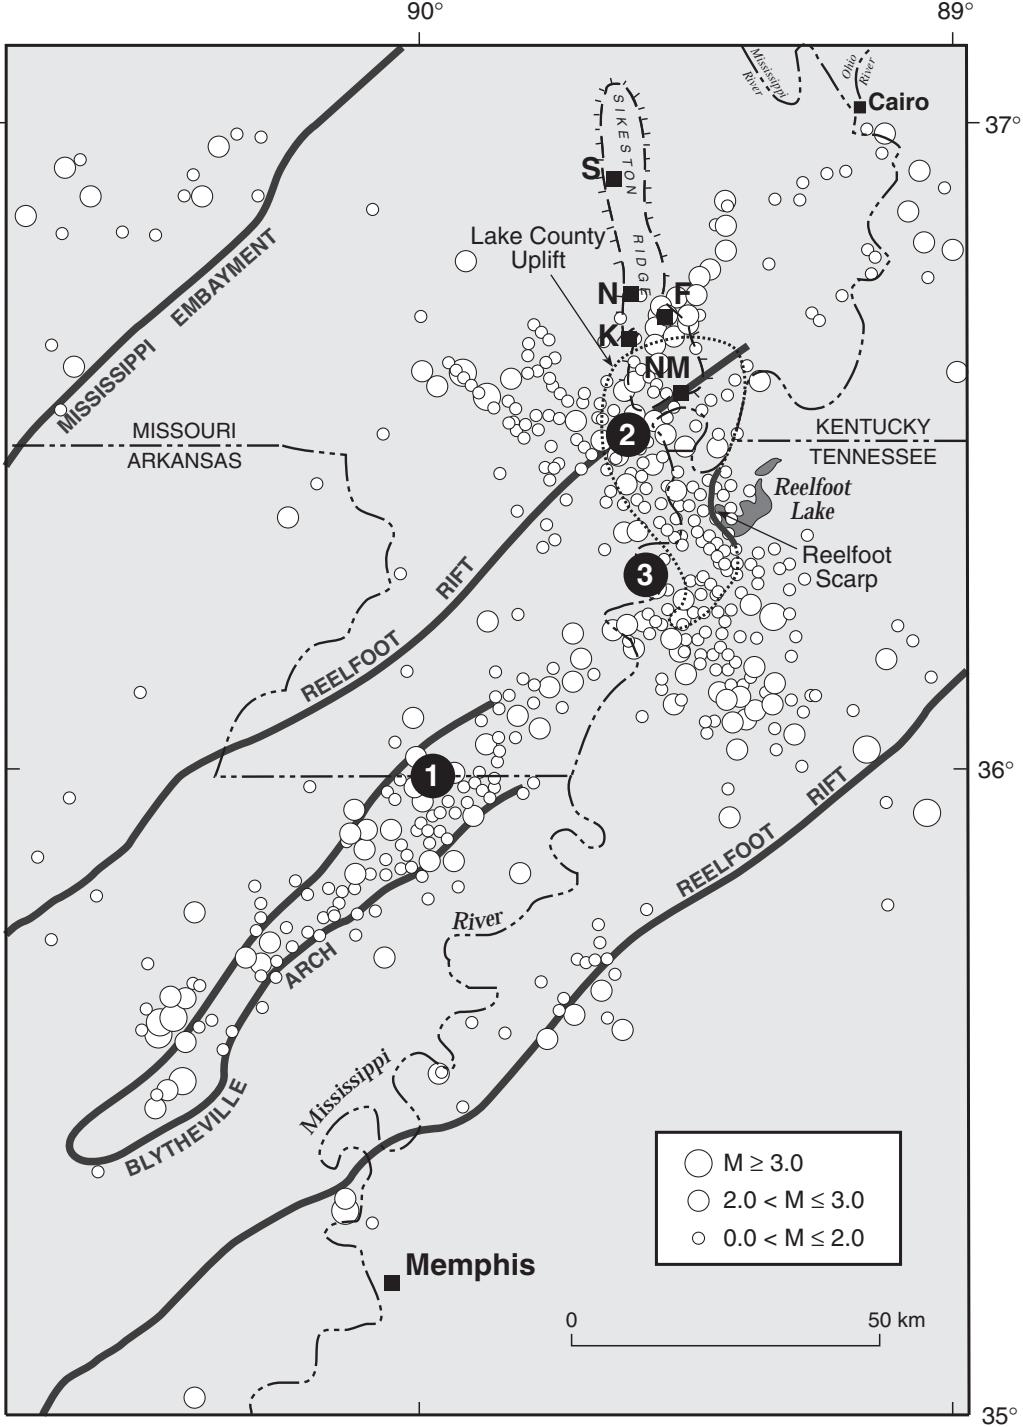 90°
89°
Mississippi
River
Ohio
River
Cairo
37°
SIKESTON
RIDGE
S
Lake County
Uplift
N
F
K
NM
MISSISSIPPI EMBAYMENT
MISSOURI
ARKANSAS
KENTUCKY
TENNESSEE
2
Reelfoot
Lake
Reelfoot
Scarp
3
REELFOOT RIFT
36°
1
REELFOOT RIFT
River
ARCH
Mississippi
BLYTHEVILLE
M ≥ 3.0
2.0 < M ≤ 3.0
0.0 < M ≤ 2.0
Memphis
0 50 km
35°